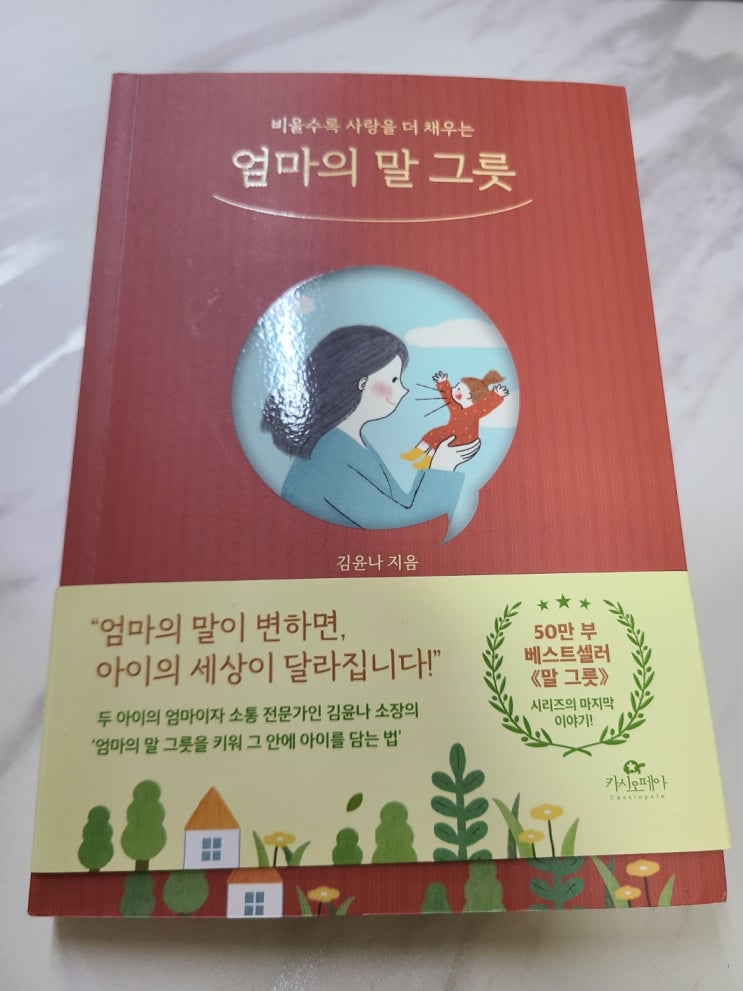 비울수록 사랑을 더 채우는
엄마의 말 그릇
김윤나 지음
“엄마의 말이 변하면,
아이의 세상이 달라집니다!”
두 아이의 엄마이자 소통 전문가인 김윤나 소장의
‘엄마의 말 그릇을 키워 그 안에 아이를 담는 법’
50만 부
베스트셀러
《말 그릇》
시리즈의 마지막
이야기!
카시오페아
Cassiopeia